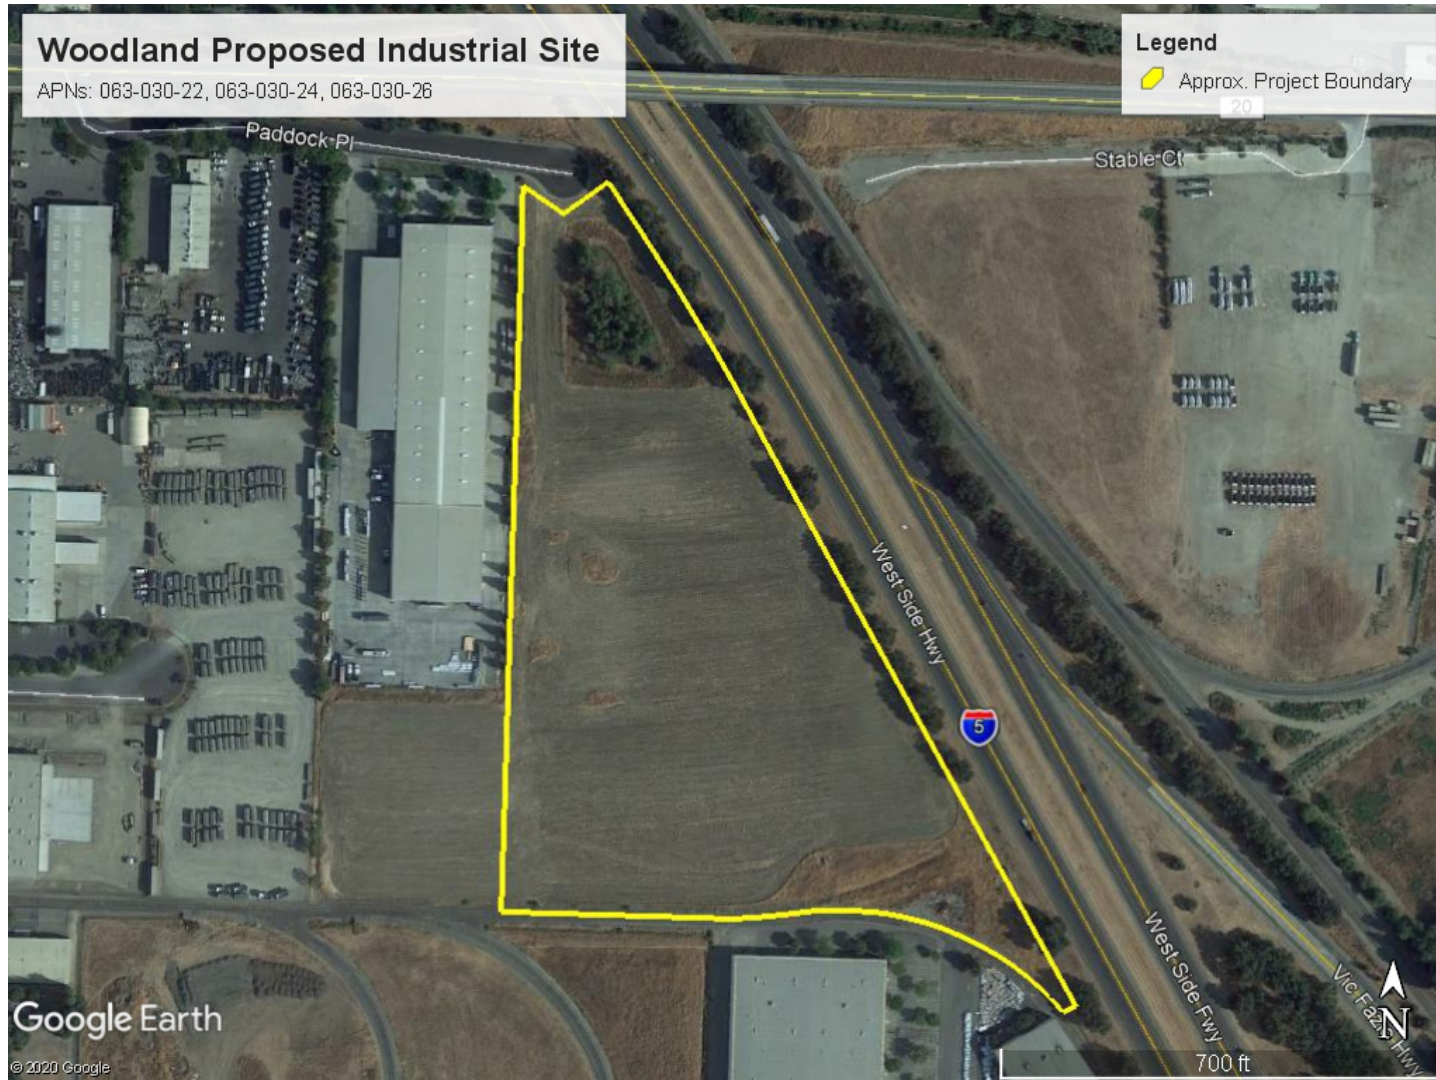 Woodland Proposed Industrial Site
APNs: 063-030-22, 063-030-24, 063-030-26
Legend
Approx. Project Boundary
20
Paddock Pl
Stable Ct
West Side Hwy
5
West Side Fwy
Vic Fazio Hwy
N
Google Earth
© 2020 Google
700 ft